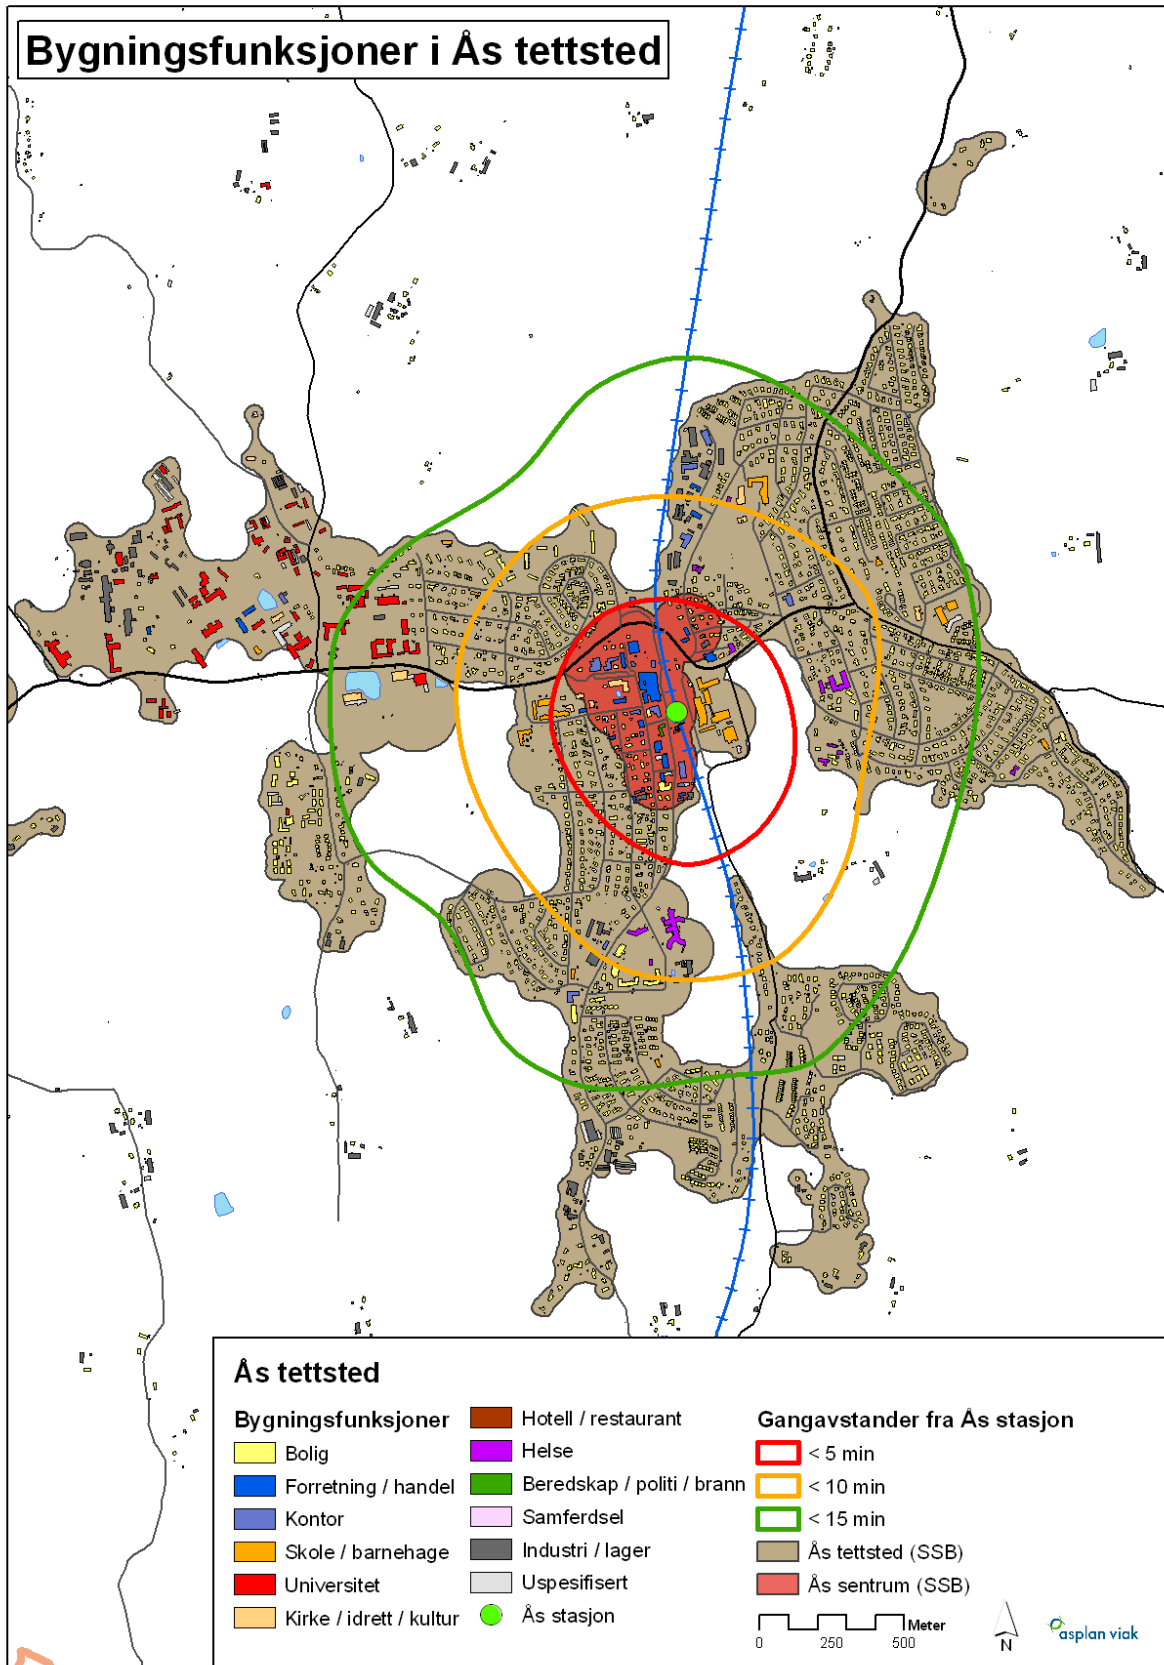 Bygningsfunksjoner i Ås tettsted
Ås tettsted
Bygningsfunksjoner
Bolig
Forretning / handel
Kontor
Skole / barnehage
Universitet
Kirke / idrett / kultur
Hotell / restaurant
Helse
Beredskap / politi / brann
Samferdsel
Industri / lager
Uspesifisert
Ås stasjon
Gangavstander fra Ås stasjon
< 5 min
< 10 min
< 15 min
Ås tettsted (SSB)
Ås sentrum (SSB)
Meter
0 250 500
N
asplan viak